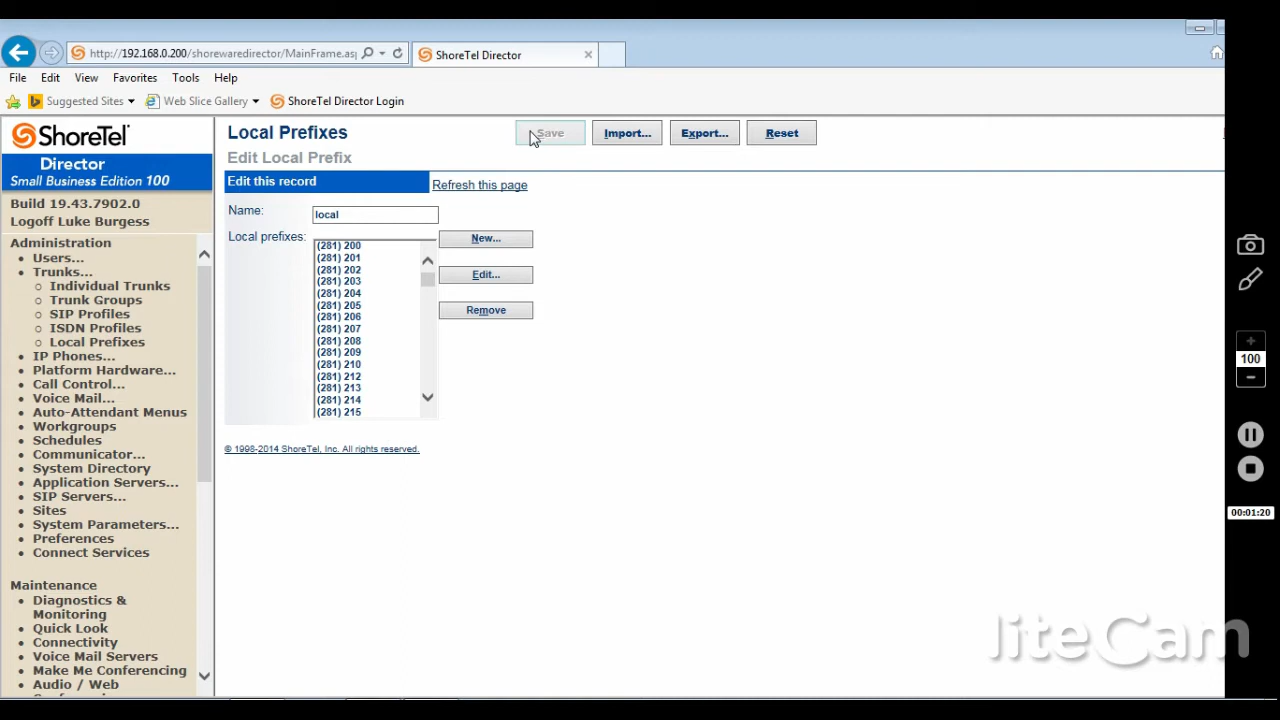 http://192.168.0.200/shorewaredirector/MainFrame.as
ShoreTel Director
File Edit View Favorites Tools Help
Suggested Sites Web Slice Gallery ShoreTel Director Login
ShoreTel
Director
Small Business Edition 100
Build 19.43.7902.0
Logoff Luke Burgess
Administration
Users...
Trunks...
Individual Trunks
Trunk Groups
SIP Profiles
ISDN Profiles
Local Prefixes
IP Phones...
Platform Hardware...
Call Control...
Voice Mail...
Auto-Attendant Menus
Workgroups
Schedules
Communicator...
System Directory
Application Servers...
SIP Servers...
Sites
System Parameters...
Preferences
Connect Services
Maintenance
Diagnostics &
Monitoring
Quick Look
Connectivity
Voice Mail Servers
Make Me Conferencing
Audio / Web
Local Prefixes
Save Import... Export... Reset
Edit Local Prefix
Edit this record
Refresh this page
Name: local
Local prefixes:
(281) 200
(281) 201
(281) 202
(281) 203
(281) 204
(281) 205
(281) 206
(281) 207
(281) 208
(281) 209
(281) 210
(281) 212
(281) 213
(281) 214
(281) 215
New...
Edit...
Remove
© 1998-2014 ShoreTel, Inc. All rights reserved.
100
00:01:20
liteCam